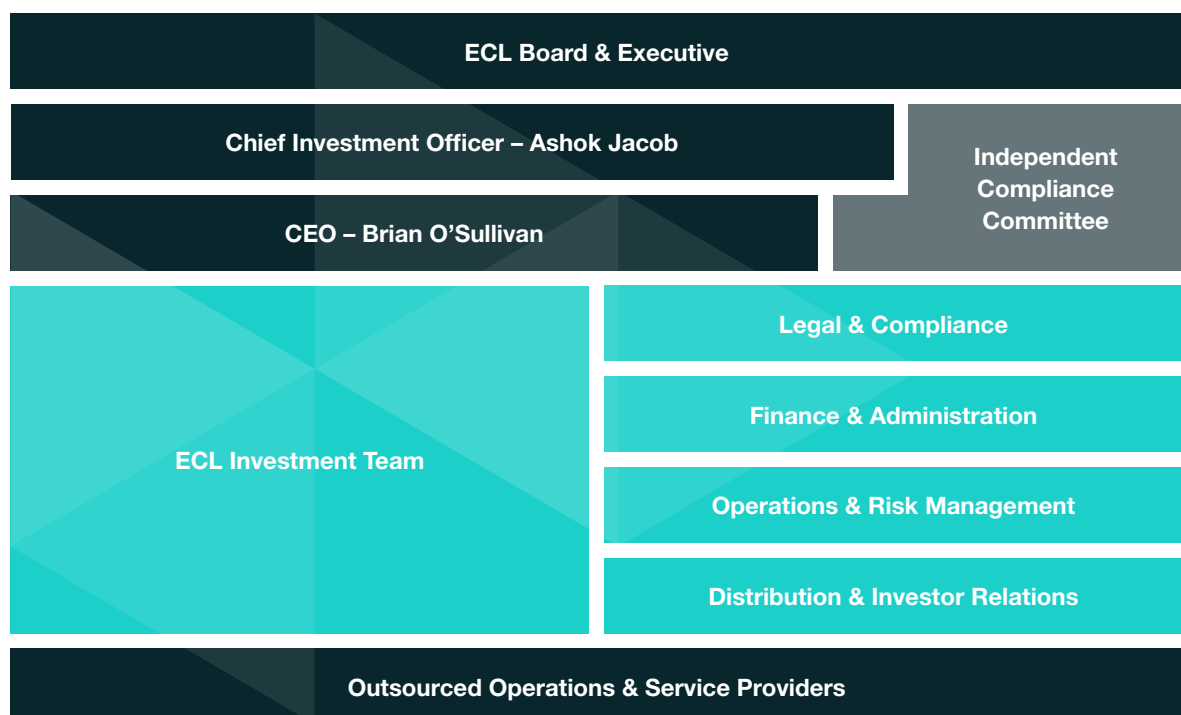 ECL Board & Executive
Chief Investment Officer – Ashok Jacob
Independent
Compliance
Committee
CEO – Brian O’Sullivan
Legal & Compliance
Finance & Administration
ECL Investment Team
Operations & Risk Management
Distribution & Investor Relations
Outsourced Operations & Service Providers